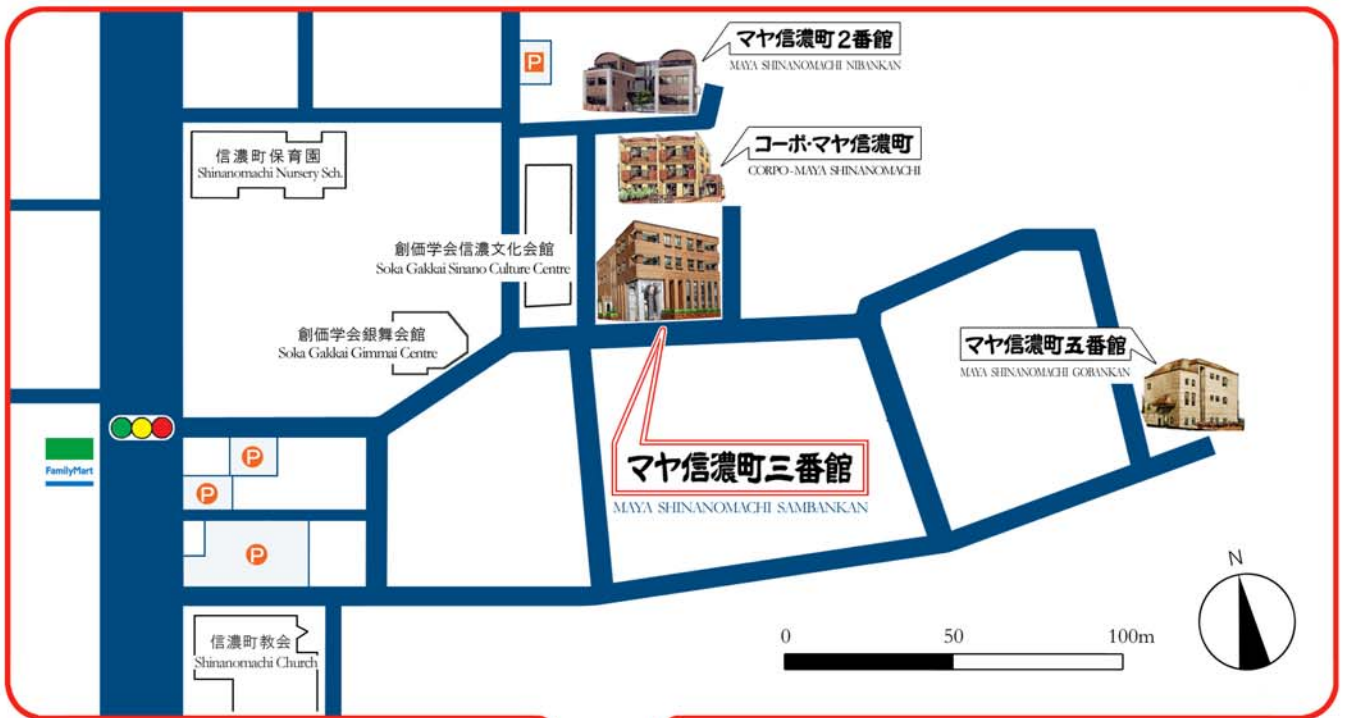 P
マヤ信濃町2番館
MAYA SHINANOMACHI NIBANKAN
コーポ・マヤ信濃町
CORPO-MAYA SHINANOMACHI
信濃町保育園
Shinanomachi Nursery Sch.
創価学会信濃文化会館
Soka Gakkai Sinano Culture Centre
創価学会銀舞会館
Soka Gakkai Gimmai Centre
マヤ信濃町五番館
MAYA SHINANOMACHI GOBANKAN
FamilyMart
P
P
P
マヤ信濃町三番館
MAYA SHINANOMACHI SAMBANKAN
信濃町教会
Shinanomachi Church
N
0 50 100m